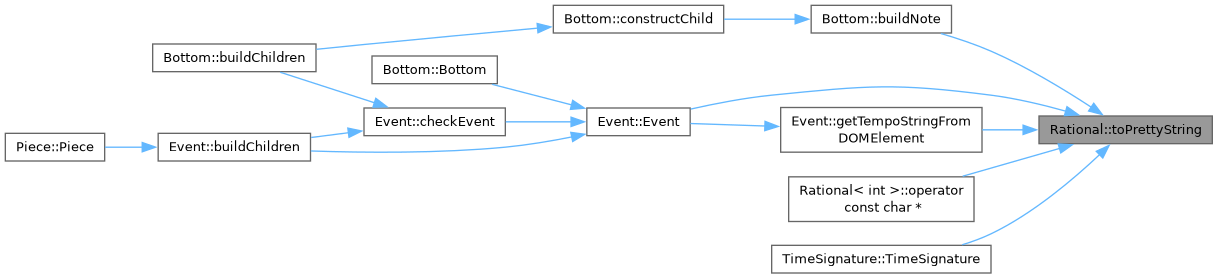 Bottom::constructChild
Bottom::buildNote
Bottom::buildChildren
Bottom::Bottom
Event::checkEvent
Event::Event
Event::getTempoStringFrom
DOMElement
Rational::toPrettyString
Piece::Piece
Event::buildChildren
Rational< int >::operator
const char *
TimeSignature::TimeSignature